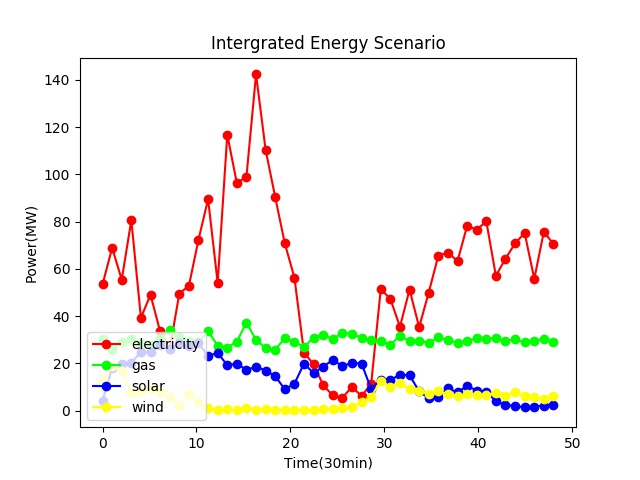 Intergrated Energy Scenario
Power(MW)
140
120
100
80
60
40
20
0
electricity
gas
solar
wind
0 10 20 30 40 50
Time(30min)